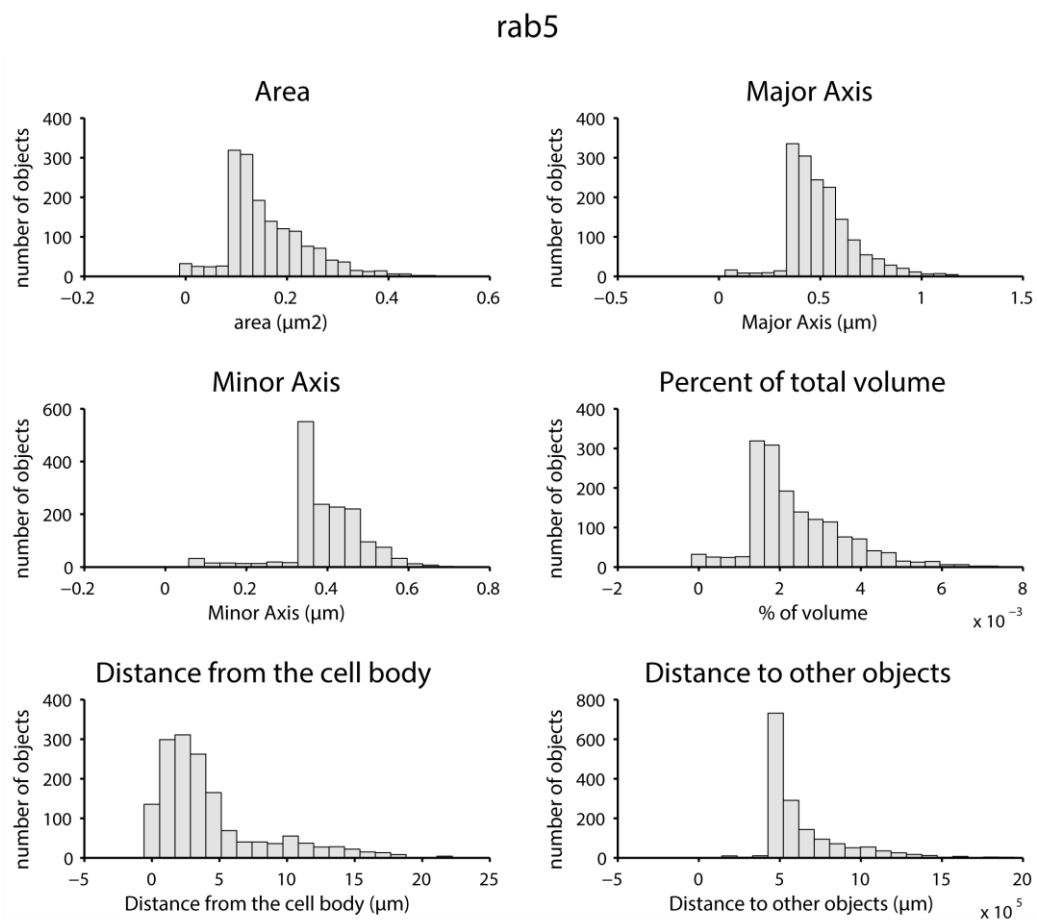 rab5
Area
number of objects
400
300
200
100
0
−0.2 0 0.2 0.4 0.6
area (µm2)
Major Axis
number of objects
400
300
200
100
0
−0.5 0 0.5 1 1.5
Major Axis (µm)
Minor Axis
number of objects
600
400
200
0
−0.2 0 0.2 0.4 0.6 0.8
Minor Axis (µm)
Percent of total volume
number of objects
400
300
200
100
0
−2 0 2 4 6 8
% of volume
x 10 −3
Distance from the cell body
number of objects
400
300
200
100
0
−5 0 5 10 15 20 25
Distance from the cell body (µm)
Distance to other objects
number of objects
800
600
400
200
0
−50 0 50 100 150 200
Distance to other objects (µm)
x 10 5